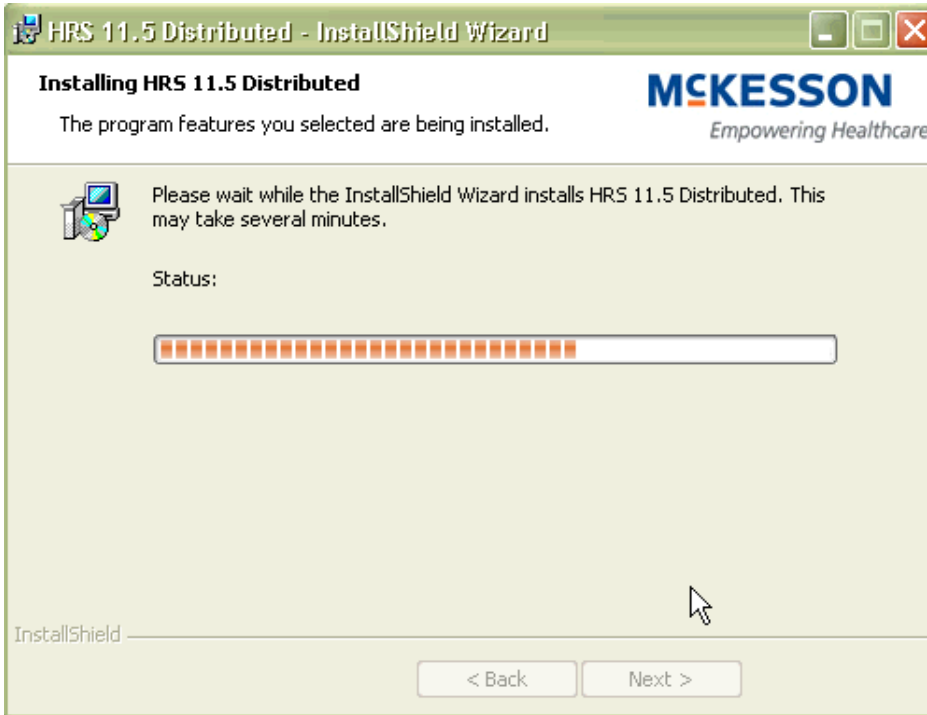 HRS 11.5 Distributed - InstallShield Wizard
Installing HRS 11.5 Distributed
The program features you selected are being installed.
MCKESSON
Empowering Healthcare
Please wait while the InstallShield Wizard installs HRS 11.5 Distributed. This
may take several minutes.
Status:
InstallShield
< Back
Next >